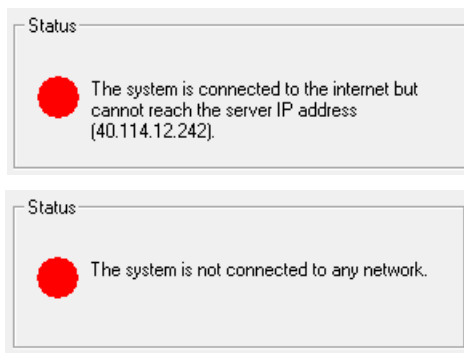 Status
The system is connected to the internet but
cannot reach the server IP address
(40.114.12.242).
Status
The system is not connected to any network.